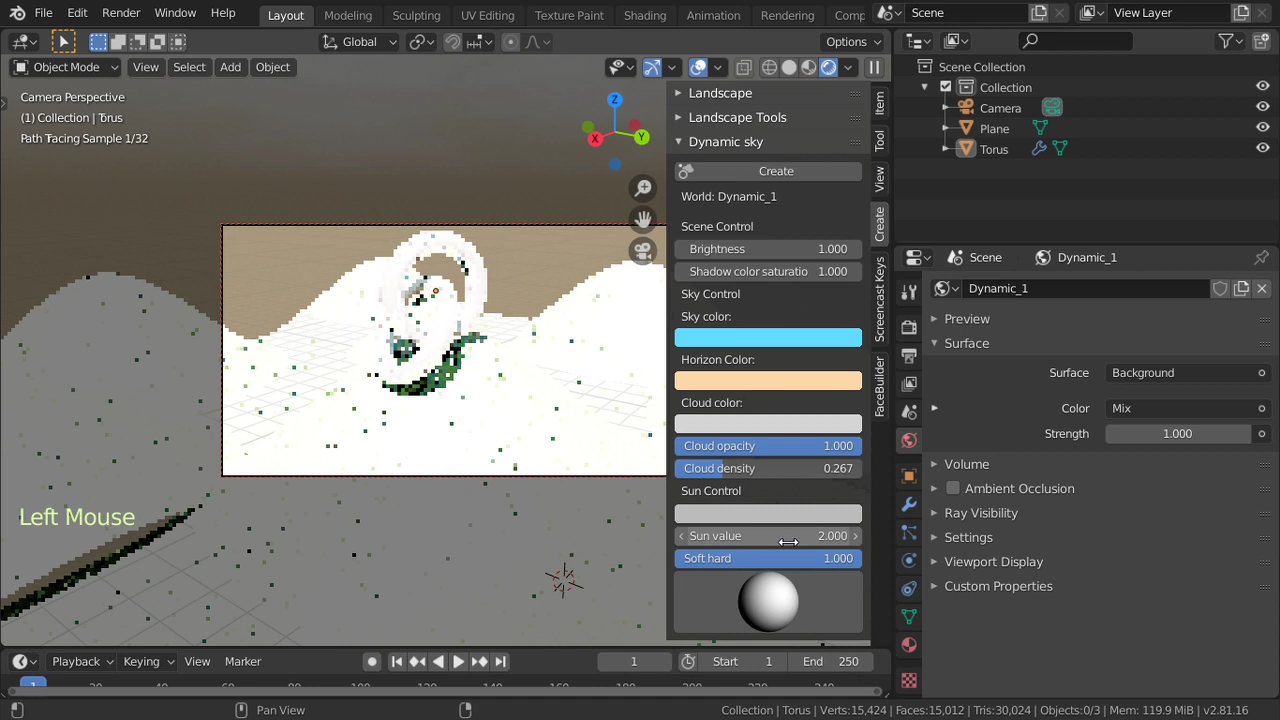 File Edit Render Window Help Layout Modeling Sculpting UV Editing Texture Paint Shading Animation Rendering Comp Scene View Layer
Global Options
Object Mode View Select Add Object
Camera Perspective
(1) Collection | Torus
Path Tacing Sample 1/32
Z
X
Y
Landscape
Landscape Tools
Dynamic sky
Create
World: Dynamic_1
Scene Control
Brightness 1.000
Shadow color saturatio 1.000
Sky Control
Sky color:
Horizon Color:
Cloud color:
Cloud opacity 1.000
Cloud density 0.267
Sun Control
Sun value 2.000
Soft hard 1.000
Item
Tool
View
Create
Screencast Keys
FaceBuilder
Left Mouse
Scene Collection
Collection
Camera
Plane
Torus
Scene Dynamic_1
Dynamic_1
Preview
Surface
Surface Background
Color Mix
Strength 1.000
Volume
Ambient Occlusion
Ray Visibility
Settings
Viewport Display
Custom Properties
Playback Keying View Marker 1 Start 1 End 250
1
Pan View
Collection | Torus | Verts:15,424 | Faces:15,012 | Tris:30,024 | Objects:0/3 | Mem: 119.9 MiB | v2.81.16